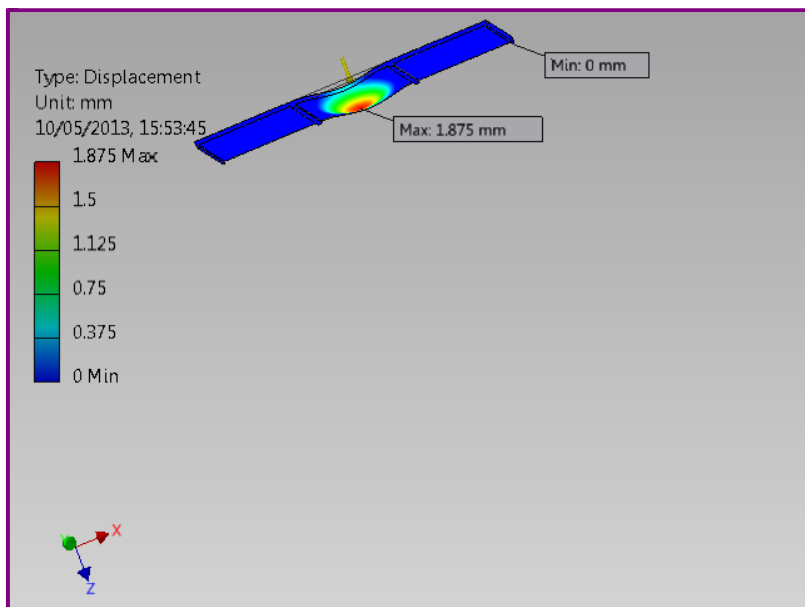 Type: Displacement
Unit: mm
10/05/2013, 15:53:45
1.875 Max
1.5
1.125
0.75
0.375
0 Min
Min: 0 mm
Max: 1.875 mm
X
Z